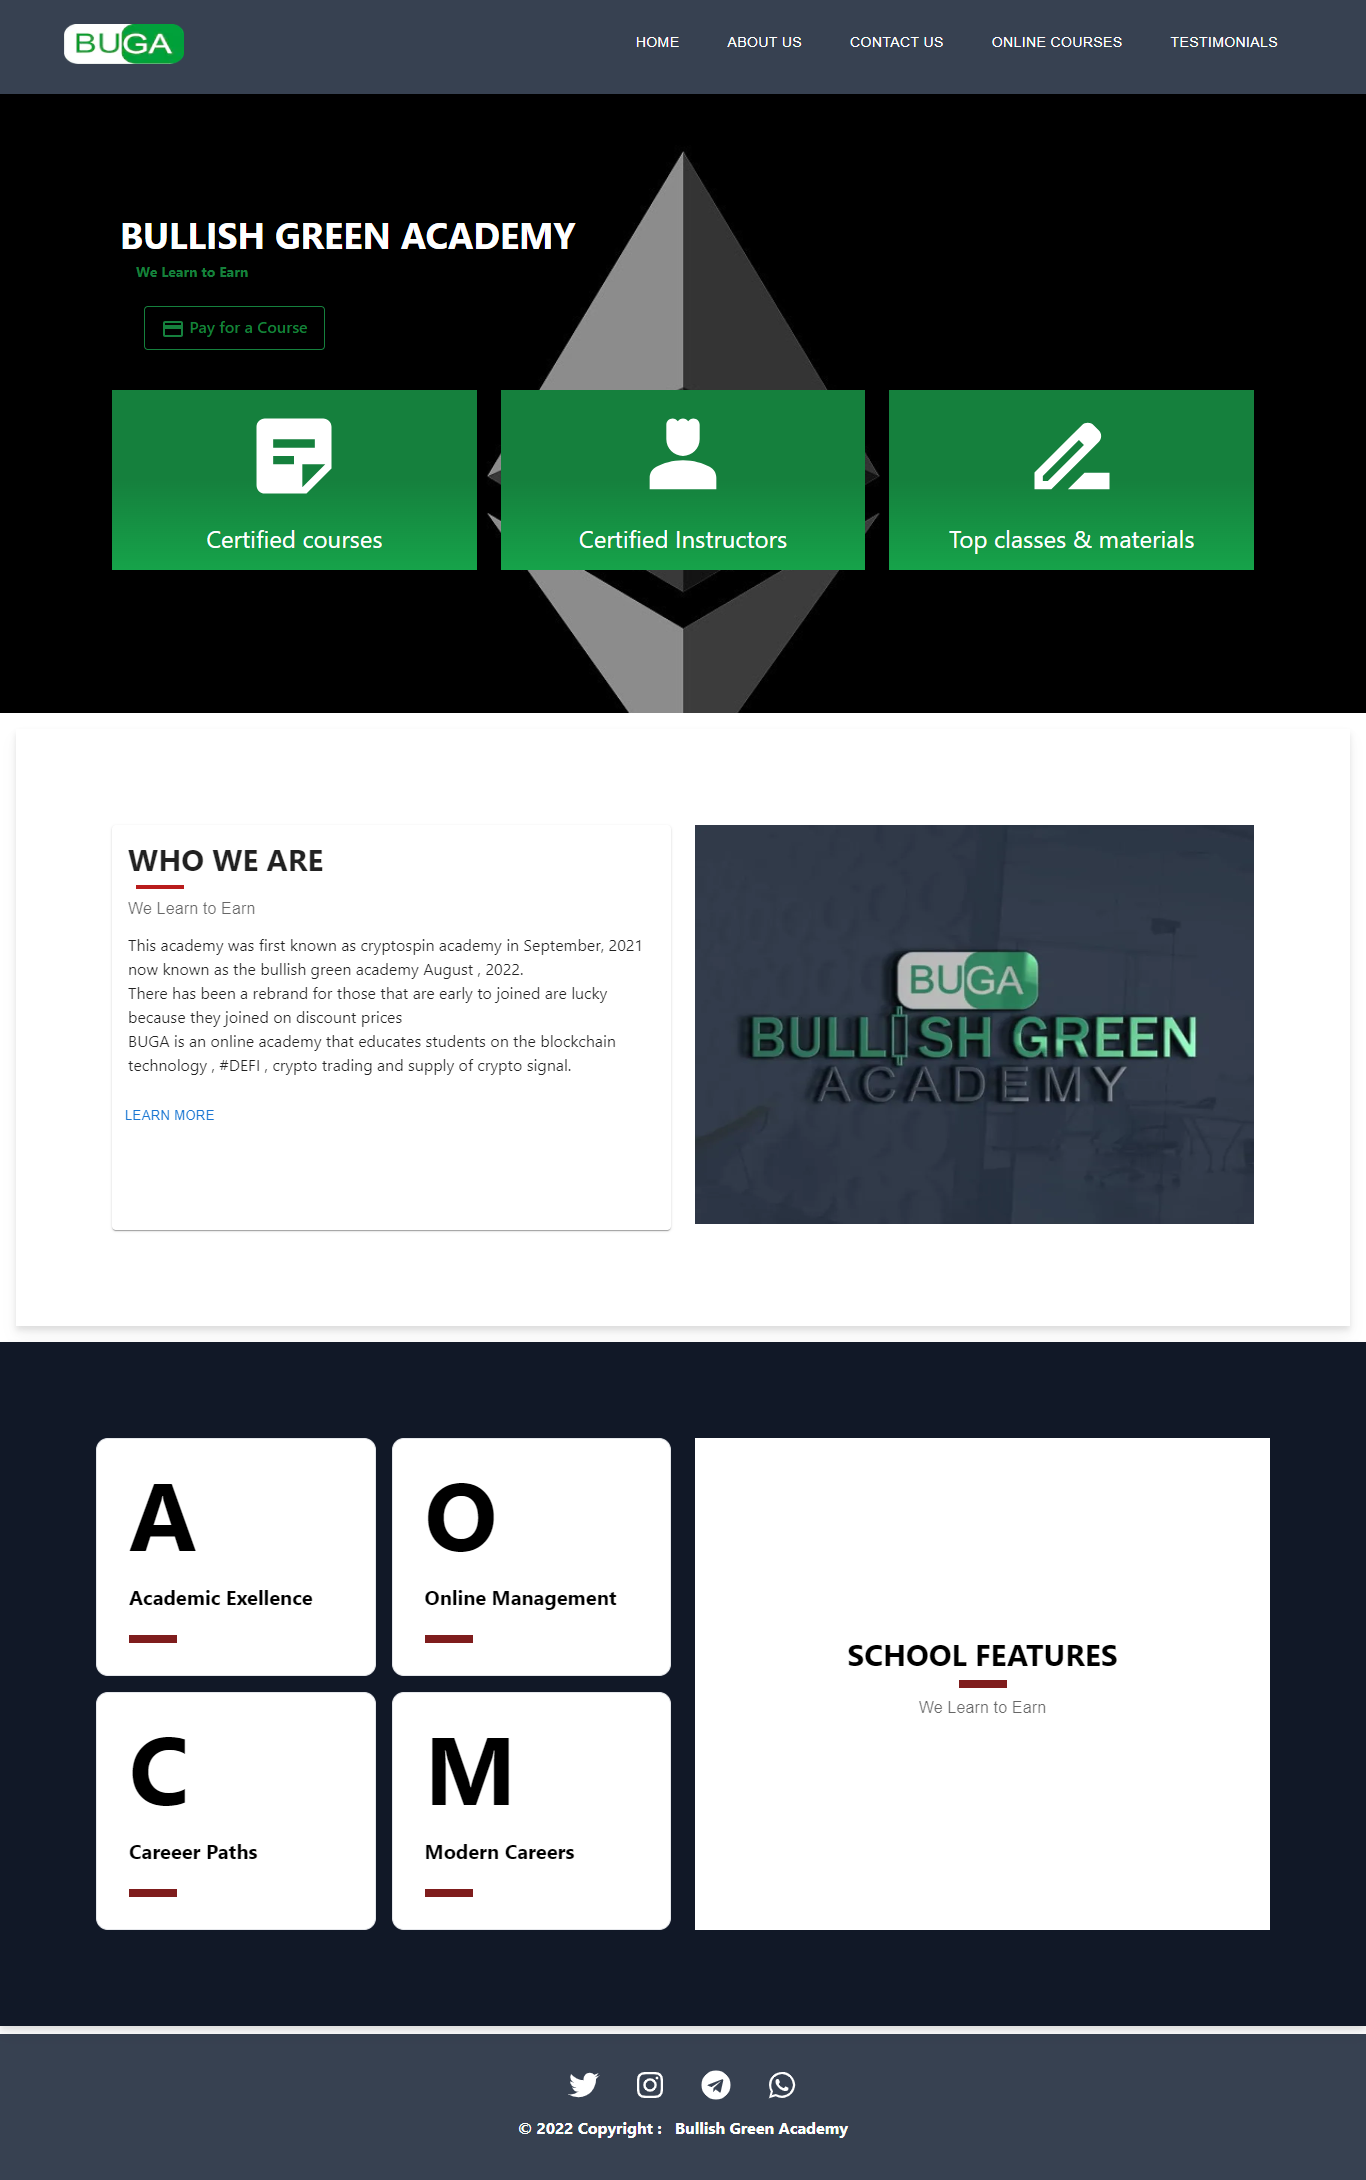 BUGA
HOME ABOUT US CONTACT US ONLINE COURSES TESTIMONIALS
BULLISH GREEN ACADEMY
We Learn to Earn
Pay for a Course
Certified courses
Certified Instructors
Top classes & materials
WHO WE ARE
We Learn to Earn
This academy was first known as cryptospin academy in September, 2021
now known as the bullish green academy August , 2022.
There has been a rebrand for those that are early to joined are lucky
because they joined on discount prices
BUGA is an online academy that educates students on the blockchain
technology , #DEFI , crypto trading and supply of crypto signal.
LEARN MORE
BUGA
BULLISH GREEN
ACADEMY
A
Academic Exellence
O
Online Management
C
Careeer Paths
M
Modern Careers
SCHOOL FEATURES
We Learn to Earn
© 2022 Copyright : Bullish Green Academy